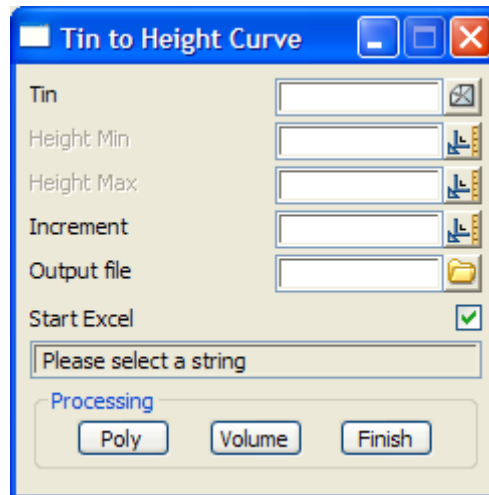 Tin to Height Curve
Tin
Height Min
Height Max
Increment
Output file
Start Excel
Please select a string
Processing
Poly Volume Finish